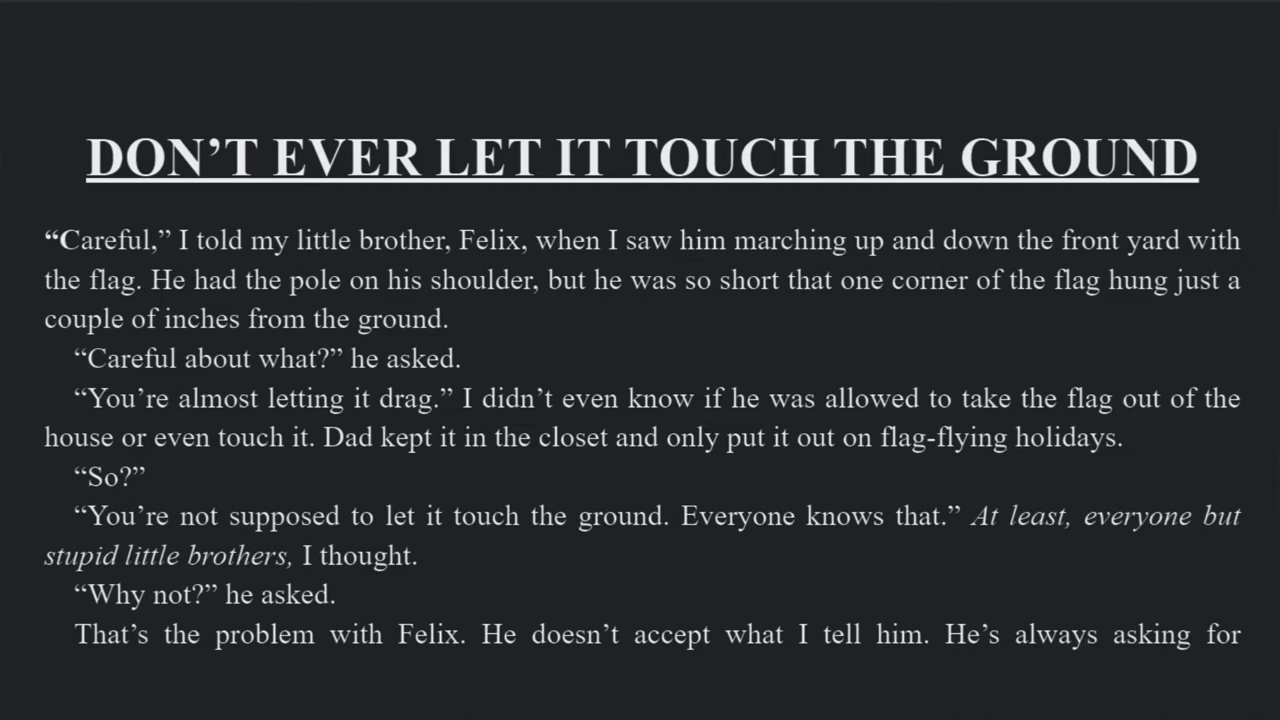 DON’T EVER LET IT TOUCH THE GROUND
“Careful,” I told my little brother, Felix, when I saw him marching up and down the front yard with
the flag. He had the pole on his shoulder, but he was so short that one corner of the flag hung just a
couple of inches from the ground.
“Careful about what?” he asked.
“You’re almost letting it drag.” I didn’t even know if he was allowed to take the flag out of the
house or even touch it. Dad kept it in the closet and only put it out on flag-flying holidays.
“So?”
“You’re not supposed to let it touch the ground. Everyone knows that.” At least, everyone but
stupid little brothers, I thought.
“Why not?” he asked.
That’s the problem with Felix. He doesn’t accept what I tell him. He’s always asking for